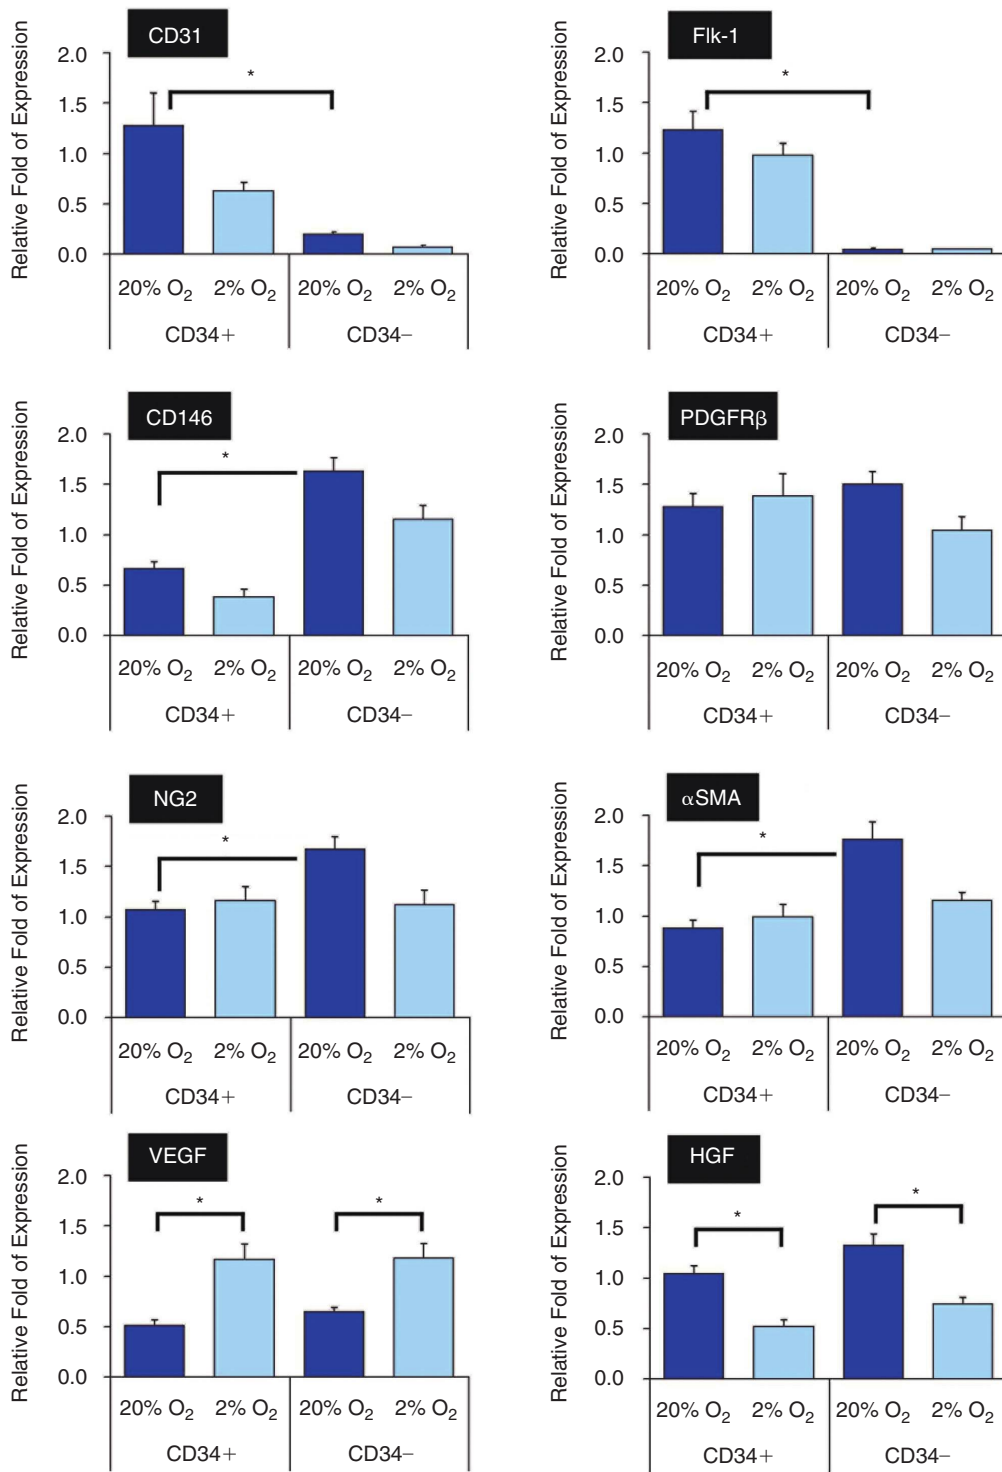 CD31
Relative Fold of Expression
2.0
*
1.5
1.0
0.5
0.0
20% O₂ 2% O₂ 20% O₂ 2% O₂
CD34+ CD34−
Flk-1
Relative Fold of Expression
2.0
*
1.5
1.0
0.5
0.0
20% O₂ 2% O₂ 20% O₂ 2% O₂
CD34+ CD34−
CD146
Relative Fold of Expression
2.0
*
1.5
1.0
0.5
0.0
20% O₂ 2% O₂ 20% O₂ 2% O₂
CD34+ CD34−
PDGFRβ
Relative Fold of Expression
2.0
1.5
1.0
0.5
0.0
20% O₂ 2% O₂ 20% O₂ 2% O₂
CD34+ CD34−
NG2
Relative Fold of Expression
2.0
*
1.5
1.0
0.5
0.0
20% O₂ 2% O₂ 20% O₂ 2% O₂
CD34+ CD34−
αSMA
Relative Fold of Expression
2.0
*
1.5
1.0
0.5
0.0
20% O₂ 2% O₂ 20% O₂ 2% O₂
CD34+ CD34−
VEGF
Relative Fold of Expression
2.0
* *
1.5
1.0
0.5
0.0
20% O₂ 2% O₂ 20% O₂ 2% O₂
CD34+ CD34−
HGF
Relative Fold of Expression
2.0
* *
1.5
1.0
0.5
0.0
20% O₂ 2% O₂ 20% O₂ 2% O₂
CD34+ CD34−